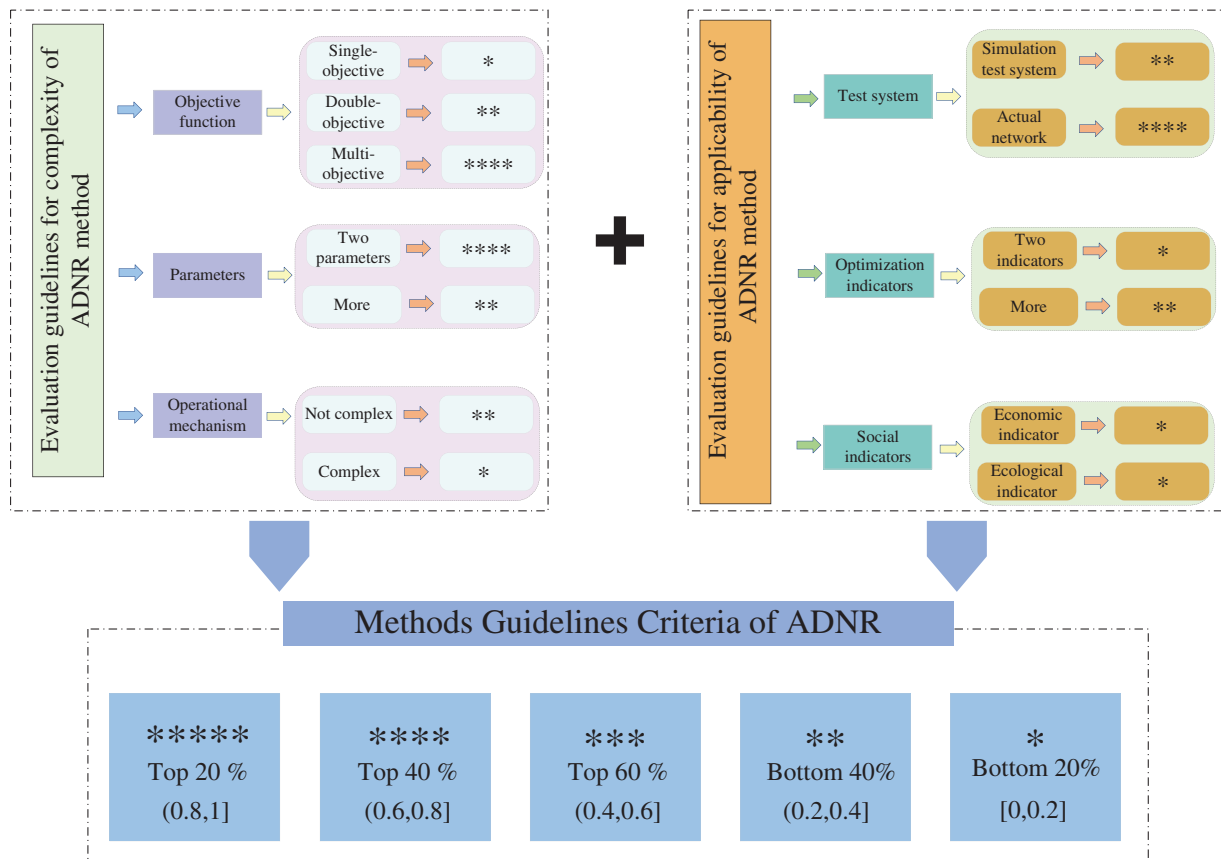 Evaluation guidelines for complexity of
ADNR method
Objective
function
Single-
objective
*
Double-
objective
**
Multi-
objective
****
Parameters
Two
parameters
****
More
**
Operational
mechanism
Not complex
**
Complex
*
Evaluation guidelines for applicability of
ADNR method
Test system
Simulation
test system
**
Actual
network
****
Optimization
indicators
Two
indicators
*
More
**
Social
indicators
Economic
indicator
*
Ecological
indicator
*
Methods Guidelines Criteria of ADNR
*****
Top 20 %
(0.8,1]
****
Top 40 %
(0.6,0.8]
***
Top 60 %
(0.4,0.6]
**
Bottom 40%
(0.2,0.4]
*
Bottom 20%
[0,0.2]